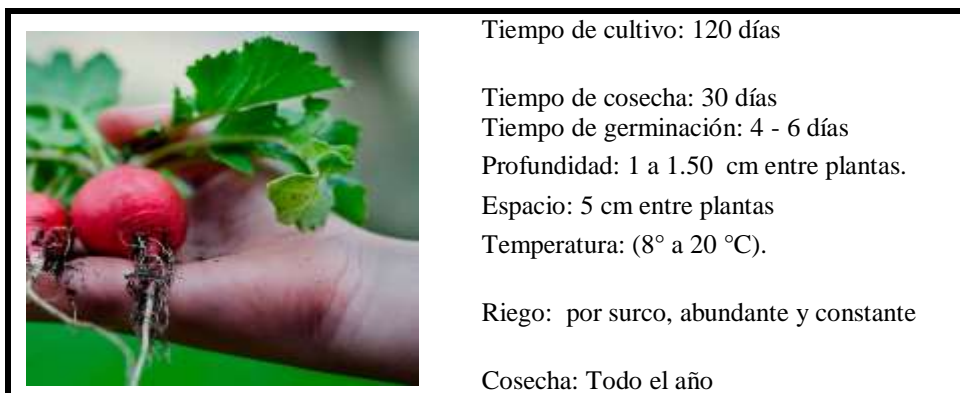 Tiempo de cultivo: 120 días
Tiempo de cosecha: 30 días
Tiempo de germinación: 4 - 6 días
Profundidad: 1 a 1.50  cm entre plantas.
Espacio: 5 cm entre plantas
Temperatura: (8° a 20 °C).
Riego:  por surco, abundante y constante
Cosecha: Todo el año